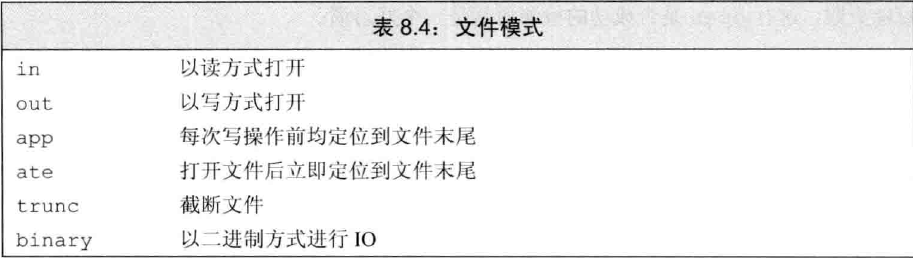 表 8.4：文件模式
in 以读方式打开
out 以写方式打开
app 每次写操作前均定位到文件末尾
ate 打开文件后立即定位到文件末尾
trunc 截断文件
binary 以二进制方式进行 IO